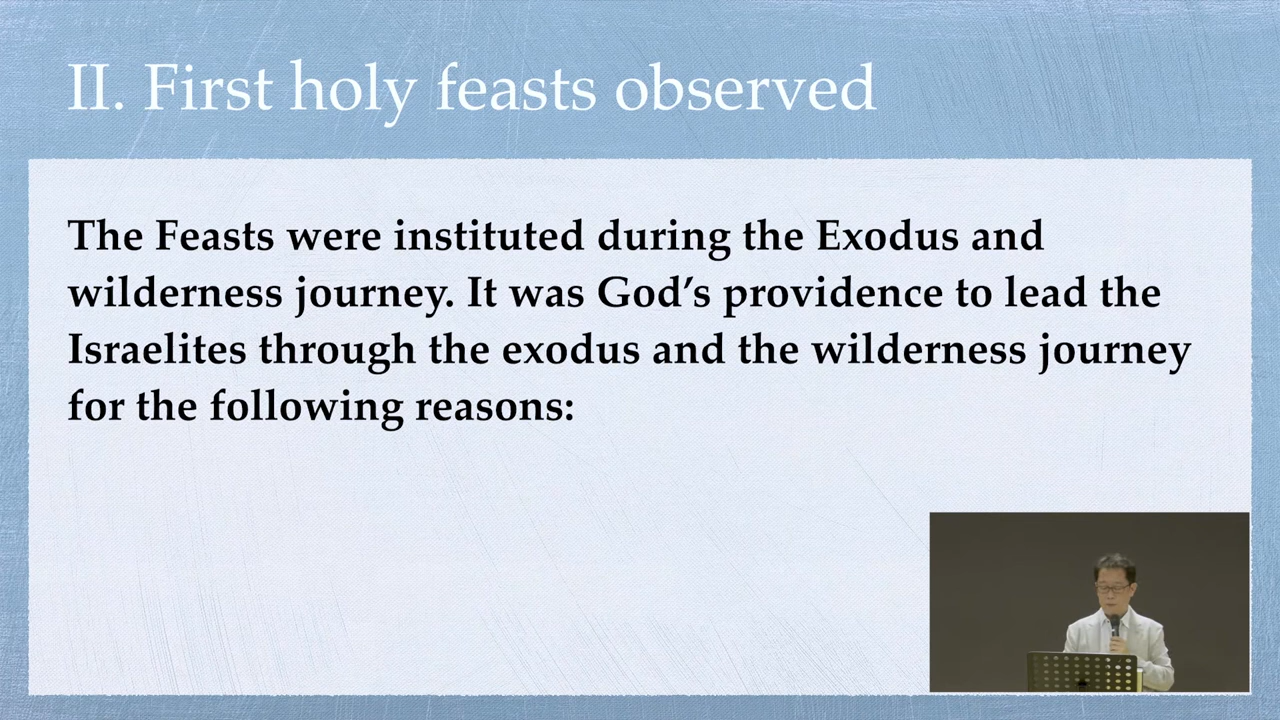 II. First holy feasts observed
The Feasts were instituted during the Exodus and
wilderness journey. It was God’s providence to lead the
Israelites through the exodus and the wilderness journey
for the following reasons: